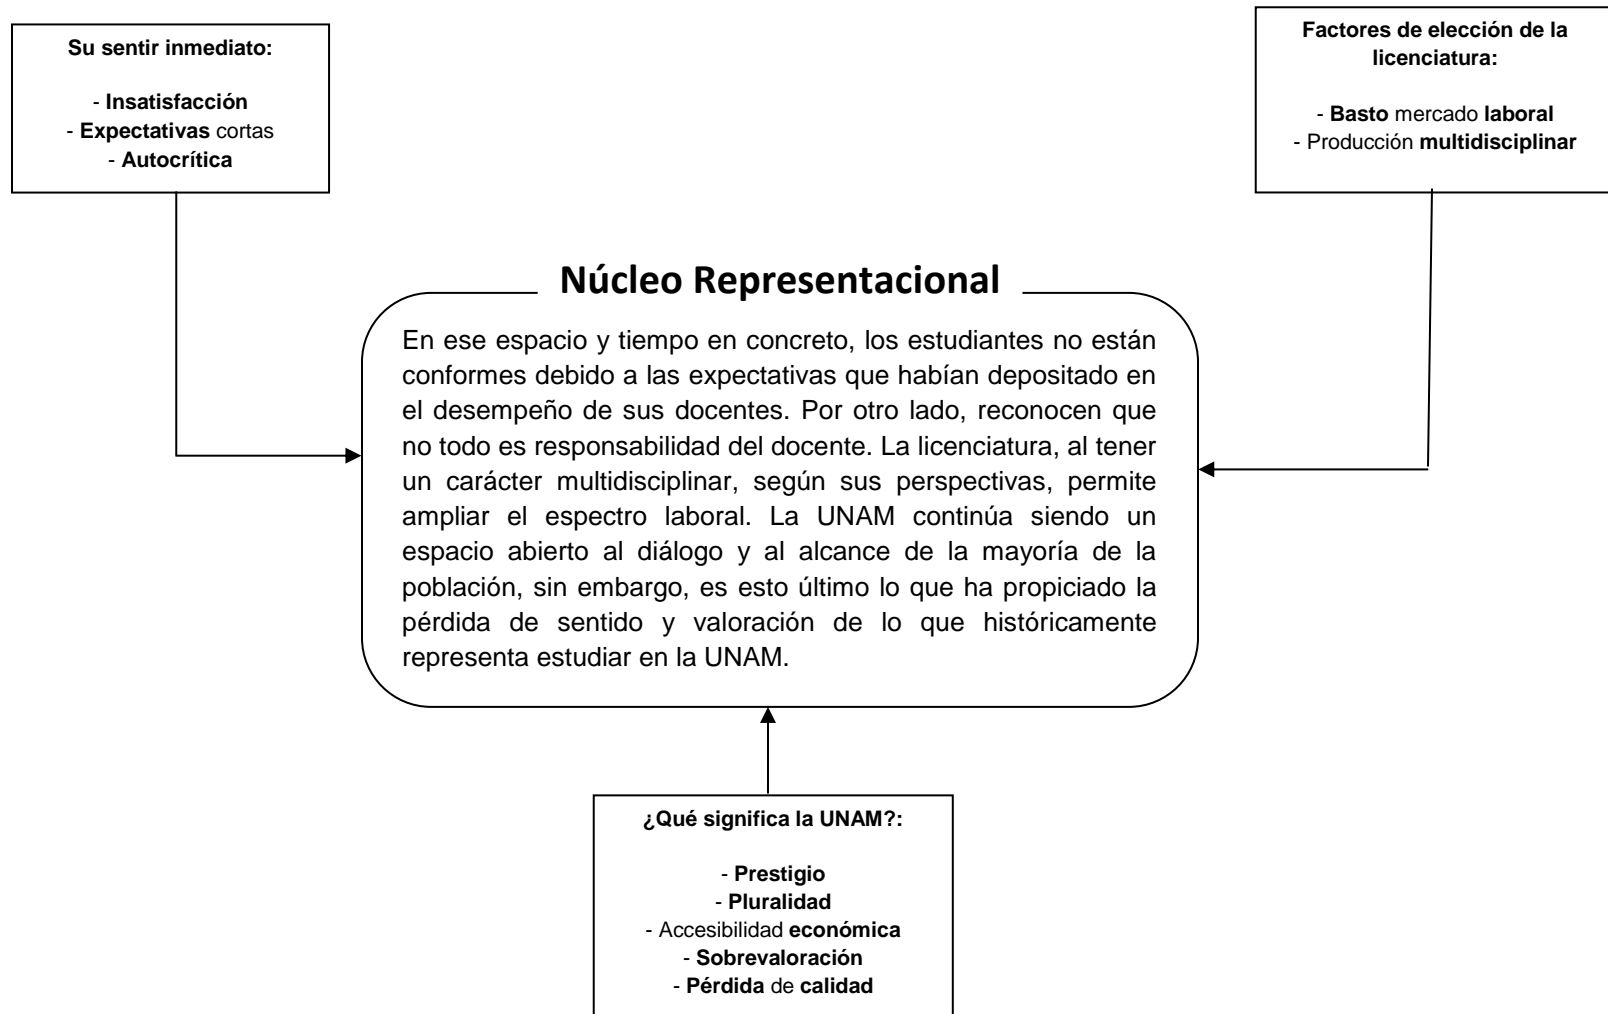 Su sentir inmediato:
- Insatisfacción
- Expectativas cortas
- Autocrítica
Factores de elección de la
licenciatura:
- Basto mercado laboral
- Producción multidisciplinar
Núcleo Representacional
En ese espacio y tiempo en concreto, los estudiantes no están
conformes debido a las expectativas que habían depositado en
el desempeño de sus docentes. Por otro lado, reconocen que
no todo es responsabilidad del docente. La licenciatura, al tener
un carácter multidisciplinar, según sus perspectivas, permite
ampliar el espectro laboral. La UNAM continúa siendo un
espacio abierto al diálogo y al alcance de la mayoría de la
población, sin embargo, es esto último lo que ha propiciado la
pérdida de sentido y valoración de lo que históricamente
representa estudiar en la UNAM.
¿Qué significa la UNAM?:
- Prestigio
- Pluralidad
- Accesibilidad económica
- Sobrevaloración
- Pérdida de calidad